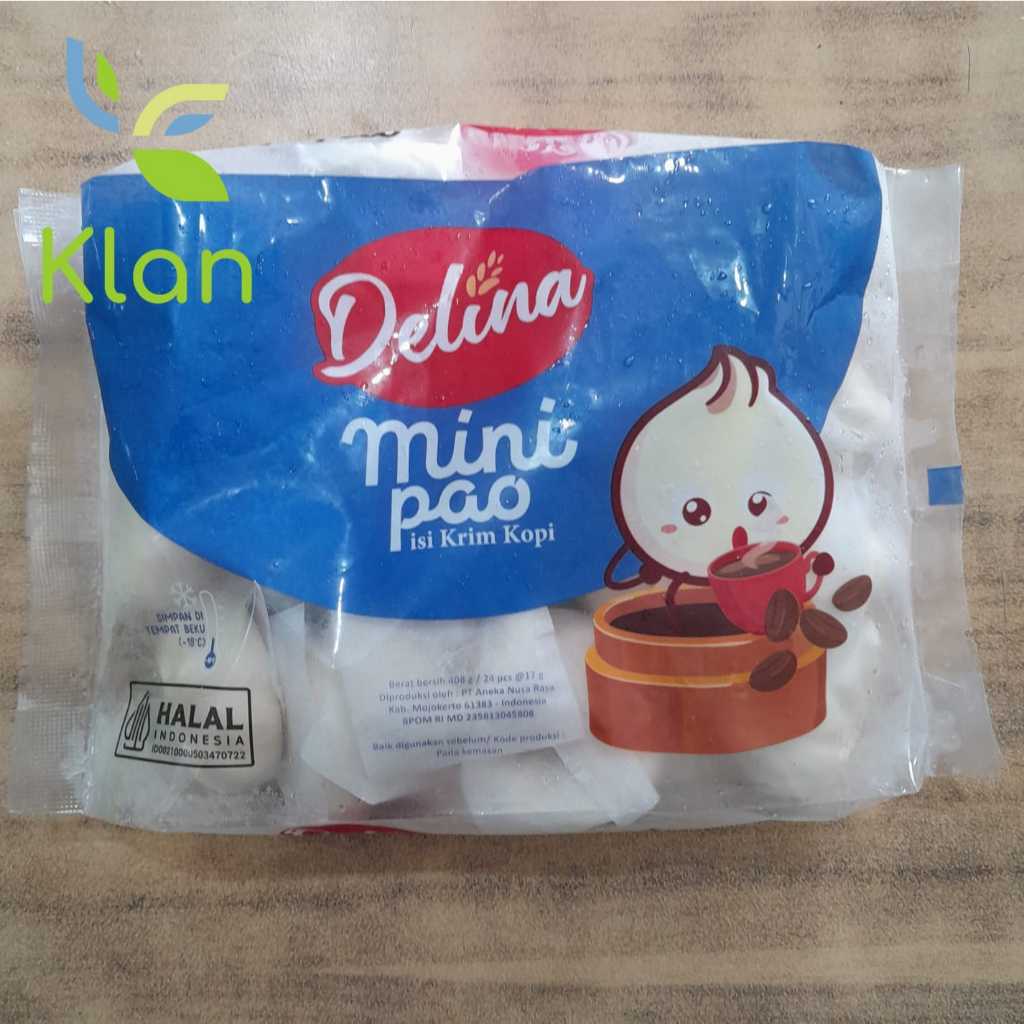 Klan
Delina
mini
pao
isi Krim Kopi
SIMPAN DI
TEMPAT BEKU
(-18°C)
HALAL
INDONESIA
ID00210000503470722
Berat bersih 408 g / 24 pcs @17 g
Diproduksi oleh : PT Aneka Nusa Rasa
Kab. Mojokerto 61383 - Indonesia
BPOM RI MD 235813045808
Baik digunakan sebelum/ Kode produksi :
Pada kemasan